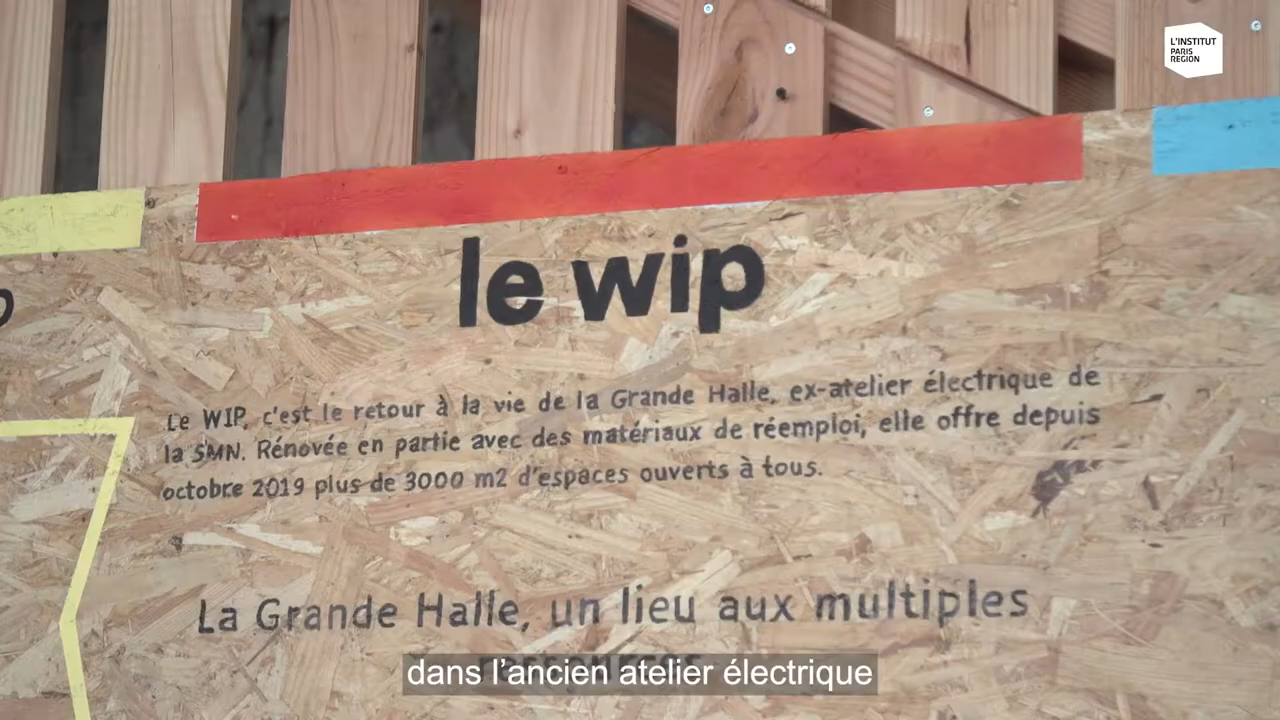 L'INSTITUT
PARIS
REGION
le wip
Le WIP, c'est le retour à la vie de la Grande Halle, ex-atelier électrique de
la SMN. Rénovée en partie avec des matériaux de réemploi, elle offre depuis
octobre 2019 plus de 3000 m2 d'espaces ouverts à tous.
La Grande Halle, un lieu aux multiples
dans l'ancien atelier électrique